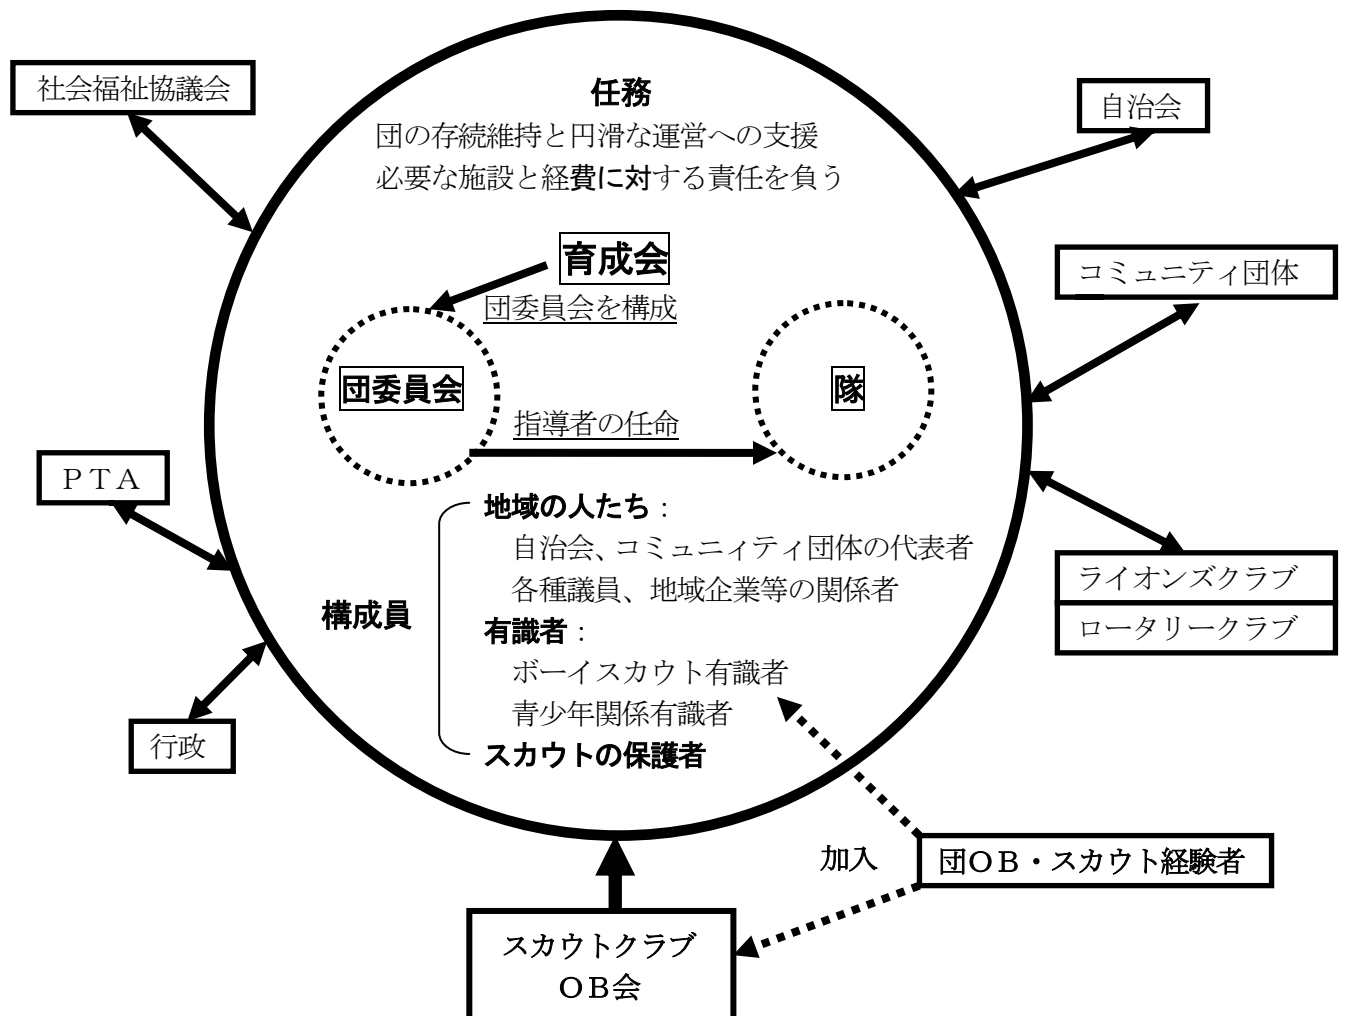 任務
団の存続維持と円滑な運営への支援
必要な施設と経費に対する責任を負う
社会福祉協議会
自治会
育成会
団委員会を構成
コミュニティ団体
団委員会
隊
指導者の任命
PTA
地域の人たち：
自治会、コミュニィティ団体の代表者
各種議員、地域企業等の関係者
構成員
有識者：
ボーイスカウト有識者
青少年関係有識者
スカウトの保護者
ライオンズクラブ
ロータリークラブ
行政
加入
団OB・スカウト経験者
スカウトクラブ
OB会